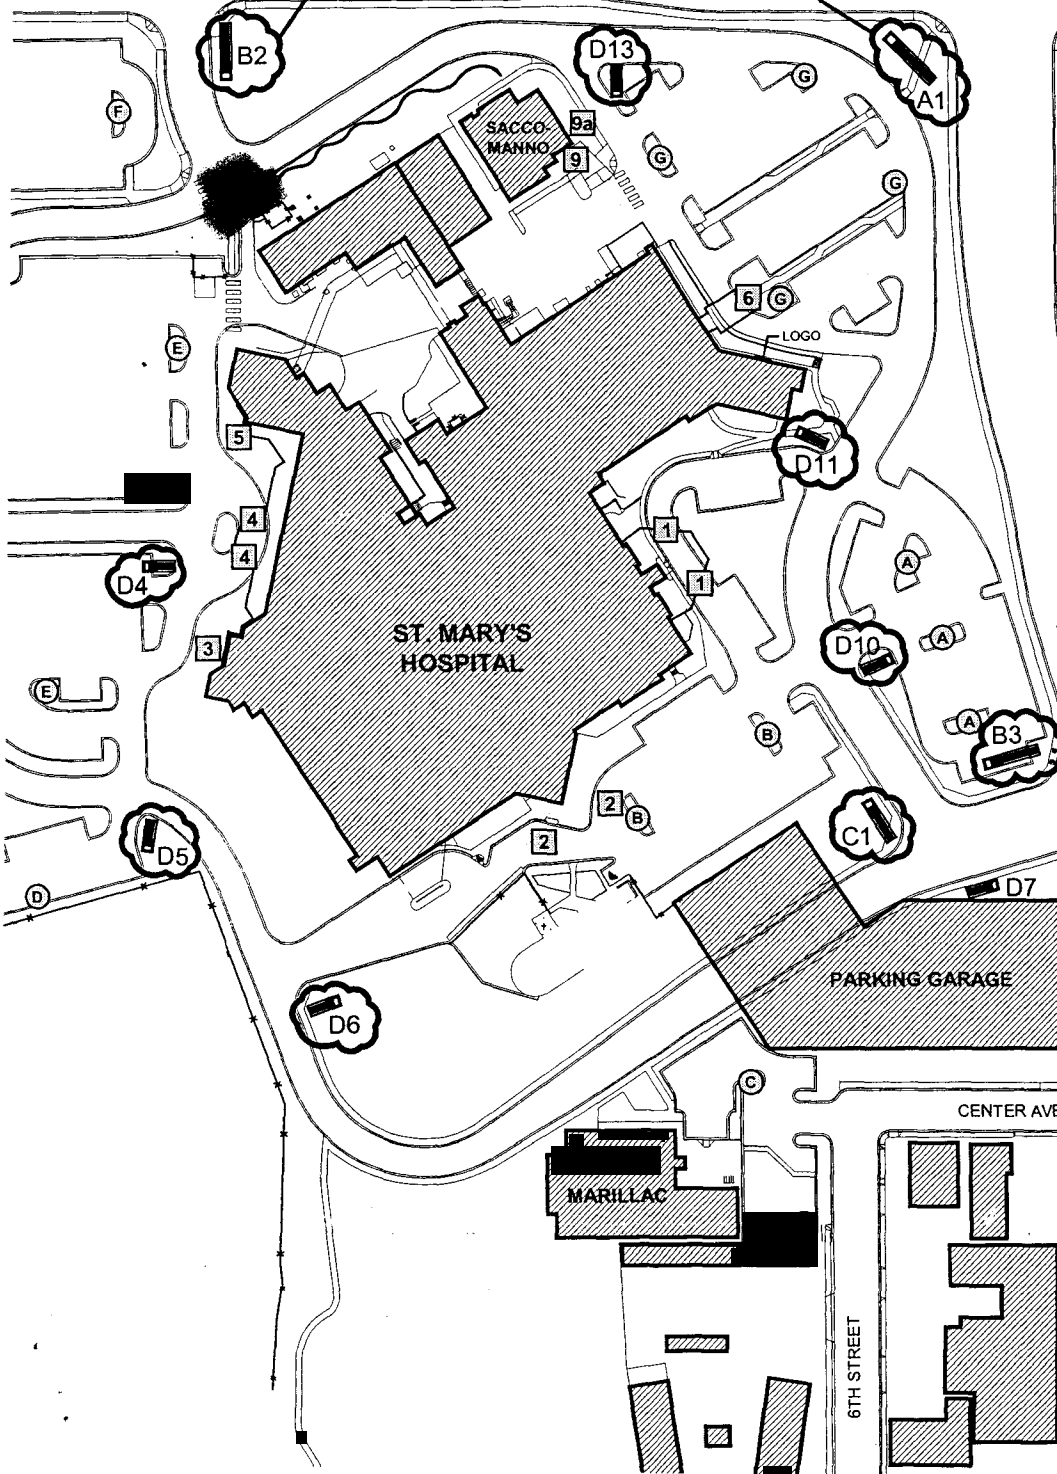 B2
D13
G
A1
F
SACCO-
MANNO
9a
9
G
G
6
G
LOGO
E
5
D11
4
1
4
A
D4
1
ST. MARY'S
HOSPITAL
3
D10
A
E
A
B
B3
2
B
C1
2
D5
D
D7
PARKING GARAGE
D6
C
CENTER AVE
MARILLAC
6TH STREET